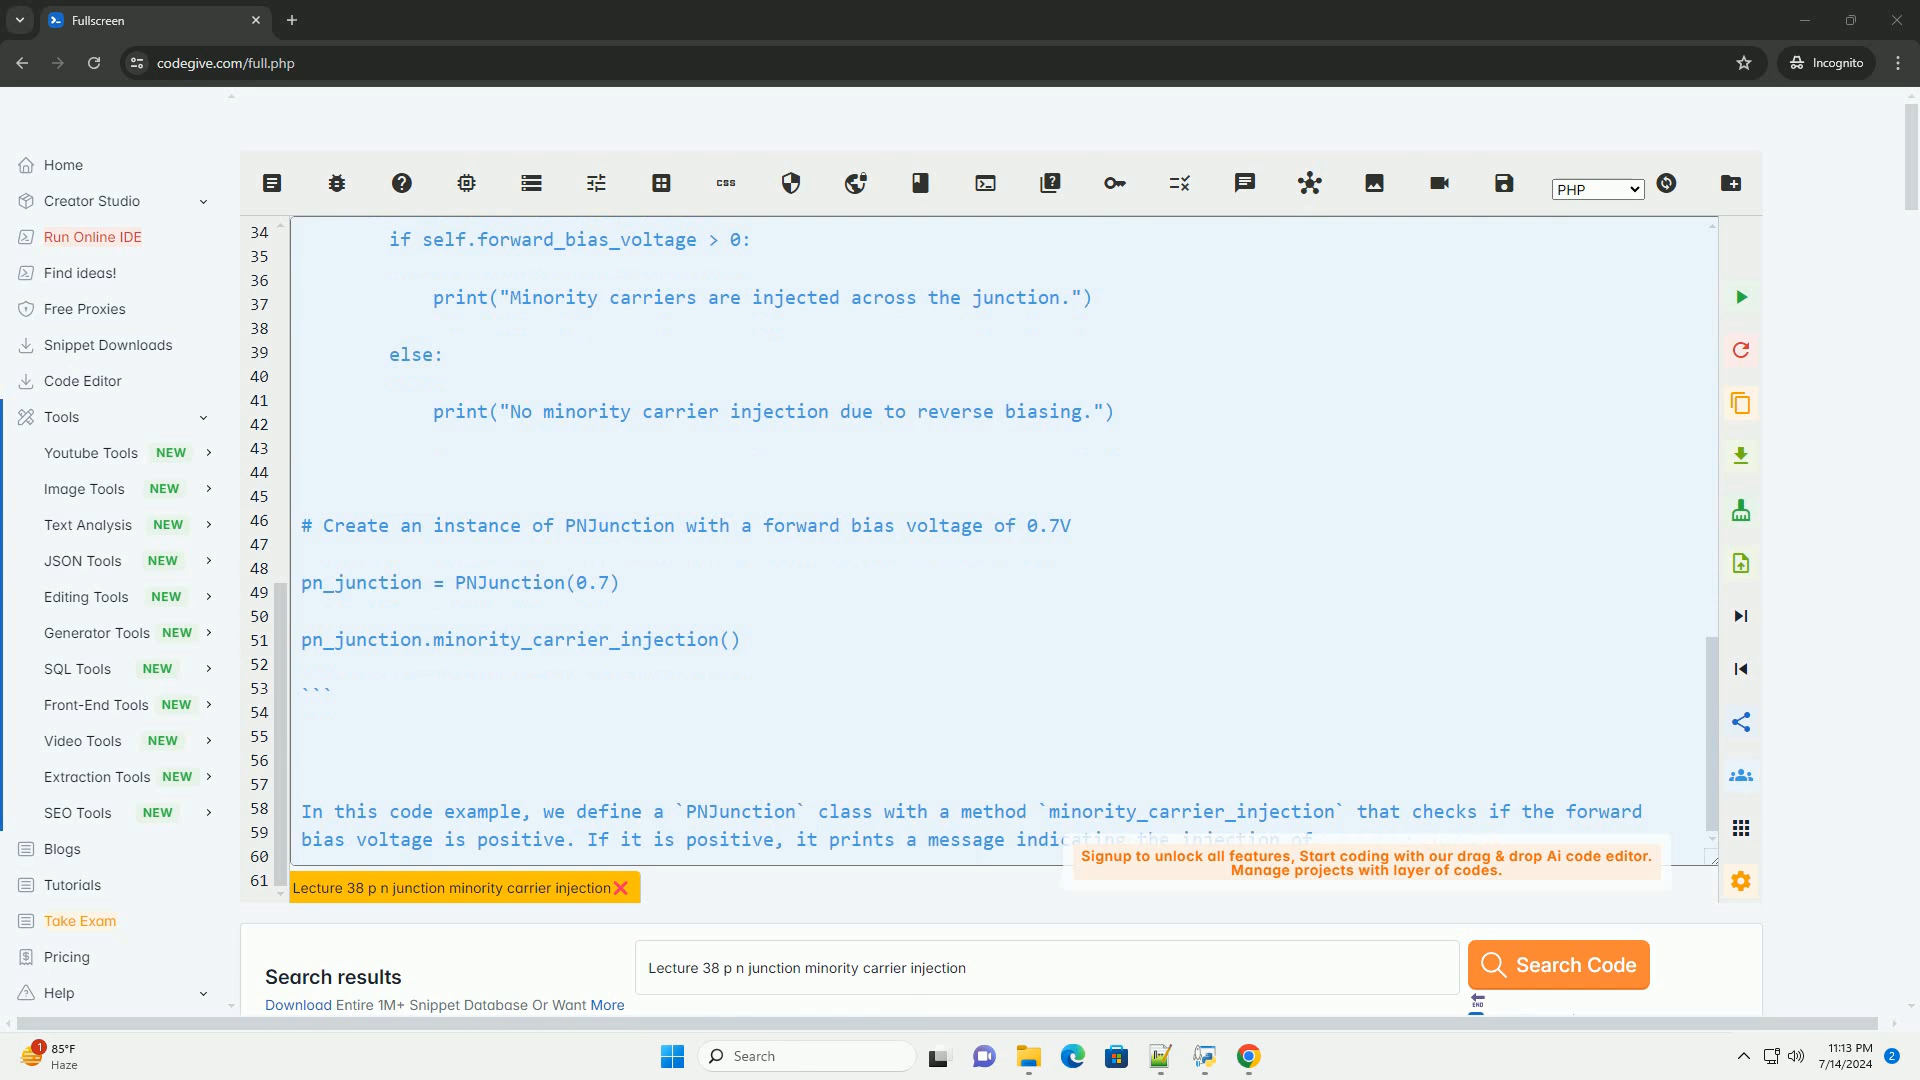 Fullscreen
codegive.com/full.php
Incognito
Home
Creator Studio
Run Online IDE
Find ideas!
Free Proxies
Snippet Downloads
Code Editor
Tools
Youtube Tools NEW
Image Tools NEW
Text Analysis NEW
JSON Tools NEW
Editing Tools NEW
Generator Tools NEW
SQL Tools NEW
Front-End Tools NEW
Video Tools NEW
Extraction Tools NEW
SEO Tools NEW
Blogs
Tutorials
Take Exam
Pricing
Help
css
PHP
34
35
36
37
38
39
40
41
42
43
44
45
46
47
48
49
50
51
52
53
54
55
56
57
58
59
60
61
if self.forward_bias_voltage > 0:
print("Minority carriers are injected across the junction.")
else:
print("No minority carrier injection due to reverse biasing.")
# Create an instance of PNJunction with a forward bias voltage of 0.7V
pn_junction = PNJunction(0.7)
pn_junction.minority_carrier_injection()
```
In this code example, we define a `PNJunction` class with a method `minority_carrier_injection` that checks if the forward
bias voltage is positive. If it is positive, it prints a message indicating the injection of
Signup to unlock all features, Start coding with our drag & drop Ai code editor.
Manage projects with layer of codes.
Lecture 38 p n junction minority carrier injection
Search results
Download Entire 1M+ Snippet Database Or Want More
Lecture 38 p n junction minority carrier injection
Search Code
END
1
85°F
Haze
Search
11:13 PM
7/14/2024
2